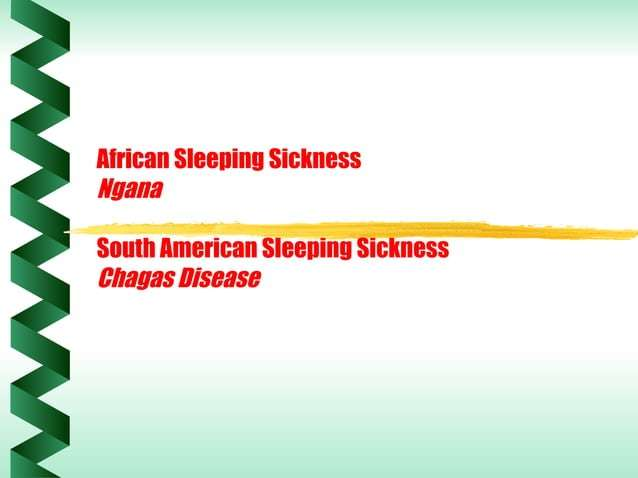 African Sleeping Sickness
Ngana
South American Sleeping Sickness
Chagas Disease